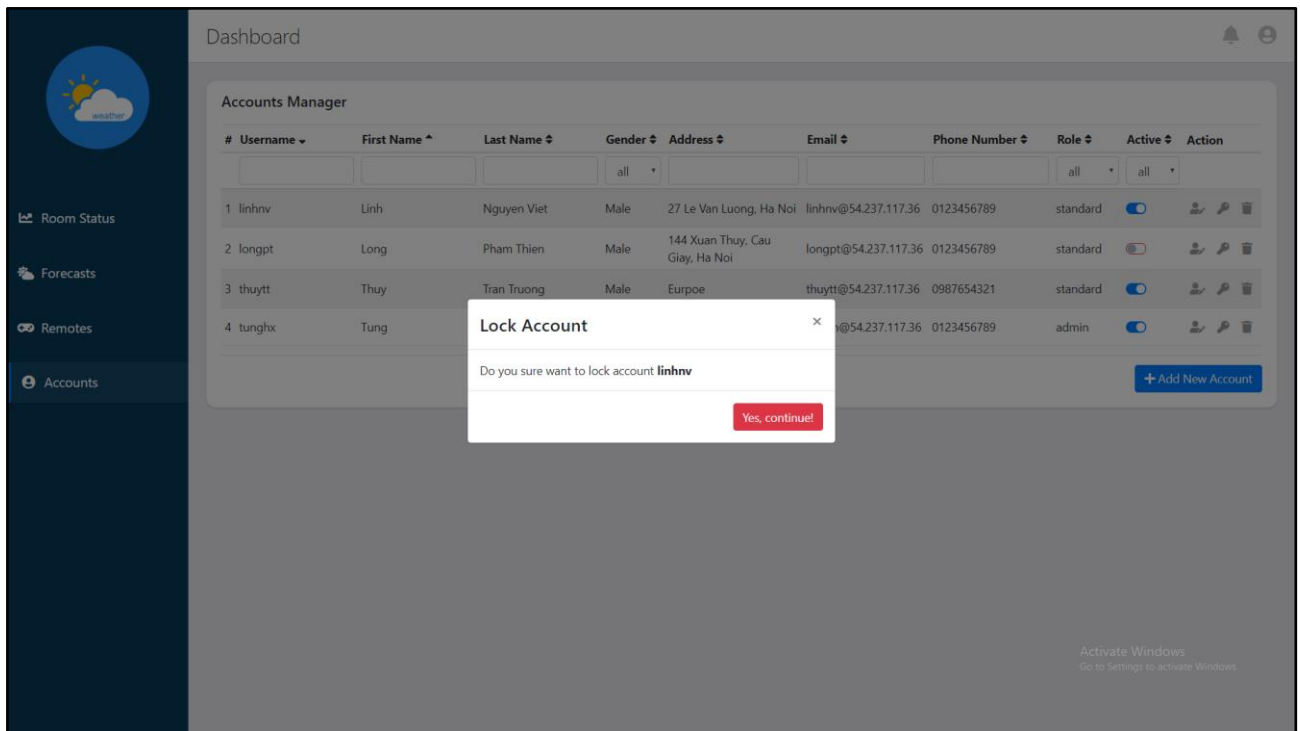 Dashboard
weather
Room Status
Forecasts
Remotes
Accounts
Accounts Manager
# Username First Name Last Name Gender Address Email Phone Number Role Active Action
all all all
1 linhnv Linh Nguyen Viet Male 27 Le Van Luong, Ha Noi linhnv@54.237.117.36 0123456789 standard
2 longpt Long Pham Thien Male 144 Xuan Thuy, Cau Giay, Ha Noi longpt@54.237.117.36 0123456789 standard
3 thuytt Thuy Tran Truong Male Eurpoe thuytt@54.237.117.36 0987654321 standard
4 tunghx Tung @54.237.117.36 0123456789 admin
+ Add New Account
Lock Account ×
Do you sure want to lock account linhnv
Yes, continue!
Activate Windows
Go to Settings to activate Windows.